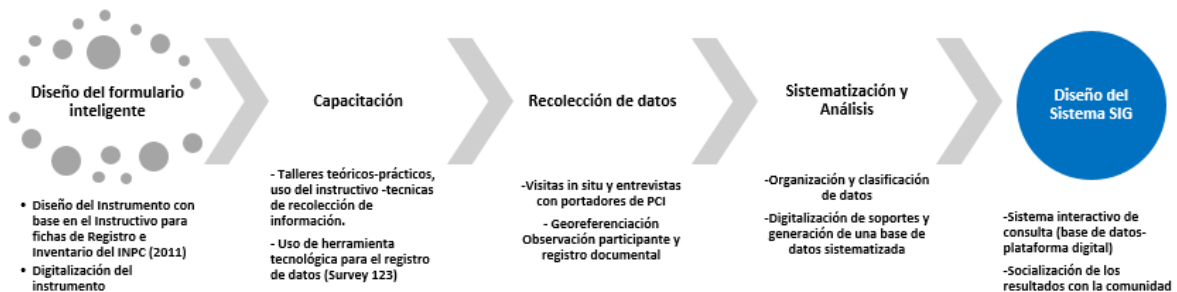 Diseño del formulario
inteligente
• Diseño del Instrumento con
base en el Instructivo para
fichas de Registro e
Inventario del INPC (2011)
• Digitalización del
instrumento
Capacitación
- Talleres teóricos-prácticos,
uso del instructivo -tecnicas
de recolección de
información.
- Uso de herramienta
tecnológica para el registro
de datos (Survey 123)
Recolección de datos
-Visitas in situ y entrevistas
con portadores de PCI
- Georeferenciación
Observación participante y
registro documental
Sistematización y
Análisis
-Organización y clasificación
de datos
-Digitalización de soportes y
generación de una base de
datos sistematizada
Diseño del
Sistema SIG
-Sistema interactivo de
consulta (base de datos-
plataforma digital)
-Socialización de los
resultados con la comunidad